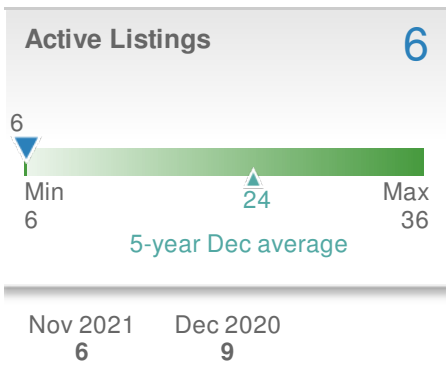 Active Listings 6
6
Min 24 Max
6 36
5-year Dec average
Nov 2021 Dec 2020
6 9